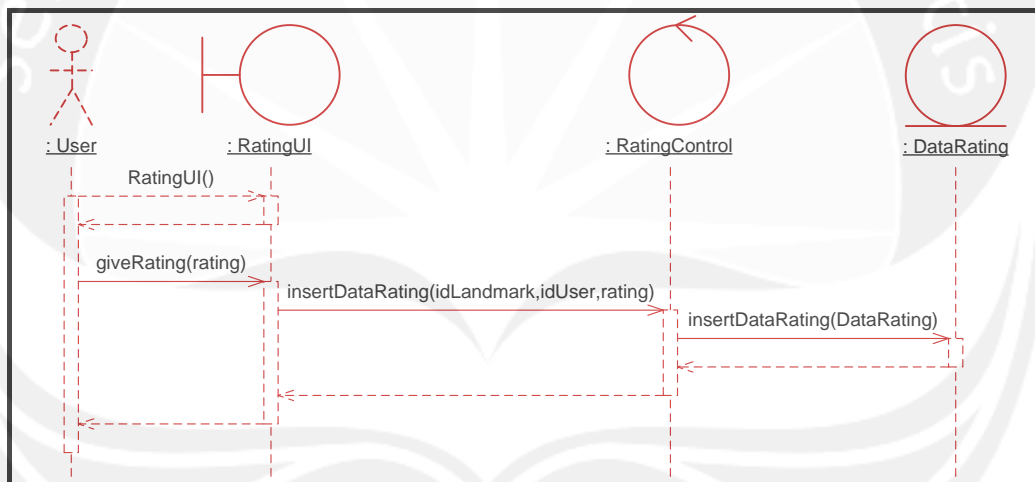 : User
: RatingUI
: RatingControl
: DataRating
RatingUI()
giveRating(rating)
insertDataRating(idLandmark,idUser,rating)
insertDataRating(DataRating)